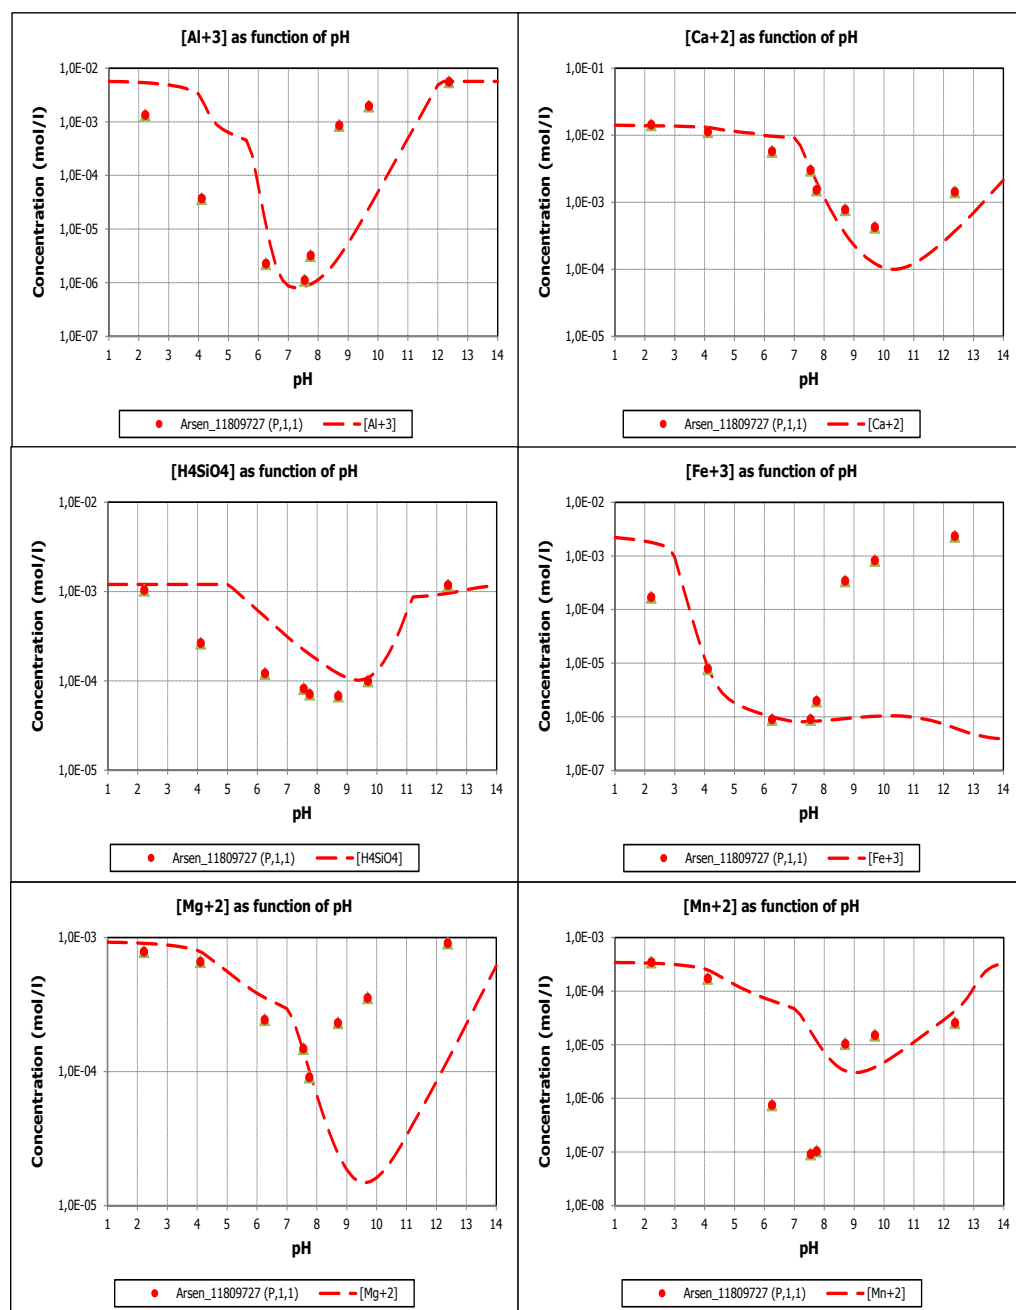 [Al+3] as function of pH
1,0E-02
1,0E-03
1,0E-04
1,0E-05
1,0E-06
1,0E-07
Concentration (mol/l)
1 2 3 4 5 6 7 8 9 10 11 12 13 14
pH
Arsen_11809727 (P,1,1) [Al+3]
[Ca+2] as function of pH
1,0E-01
1,0E-02
1,0E-03
1,0E-04
1,0E-05
Concentration (mol/l)
1 2 3 4 5 6 7 8 9 10 11 12 13 14
pH
Arsen_11809727 (P,1,1) [Ca+2]
[H4SiO4] as function of pH
1,0E-02
1,0E-03
1,0E-04
1,0E-05
Concentration (mol/l)
1 2 3 4 5 6 7 8 9 10 11 12 13 14
pH
Arsen_11809727 (P,1,1) [H4SiO4]
[Fe+3] as function of pH
1,0E-02
1,0E-03
1,0E-04
1,0E-05
1,0E-06
1,0E-07
Concentration (mol/l)
1 2 3 4 5 6 7 8 9 10 11 12 13 14
pH
Arsen_11809727 (P,1,1) [Fe+3]
[Mg+2] as function of pH
1,0E-03
1,0E-04
1,0E-05
Concentration (mol/l)
1 2 3 4 5 6 7 8 9 10 11 12 13 14
pH
Arsen_11809727 (P,1,1) [Mg+2]
[Mn+2] as function of pH
1,0E-03
1,0E-04
1,0E-05
1,0E-06
1,0E-07
1,0E-08
Concentration (mol/l)
1 2 3 4 5 6 7 8 9 10 11 12 13 14
pH
Arsen_11809727 (P,1,1) [Mn+2]